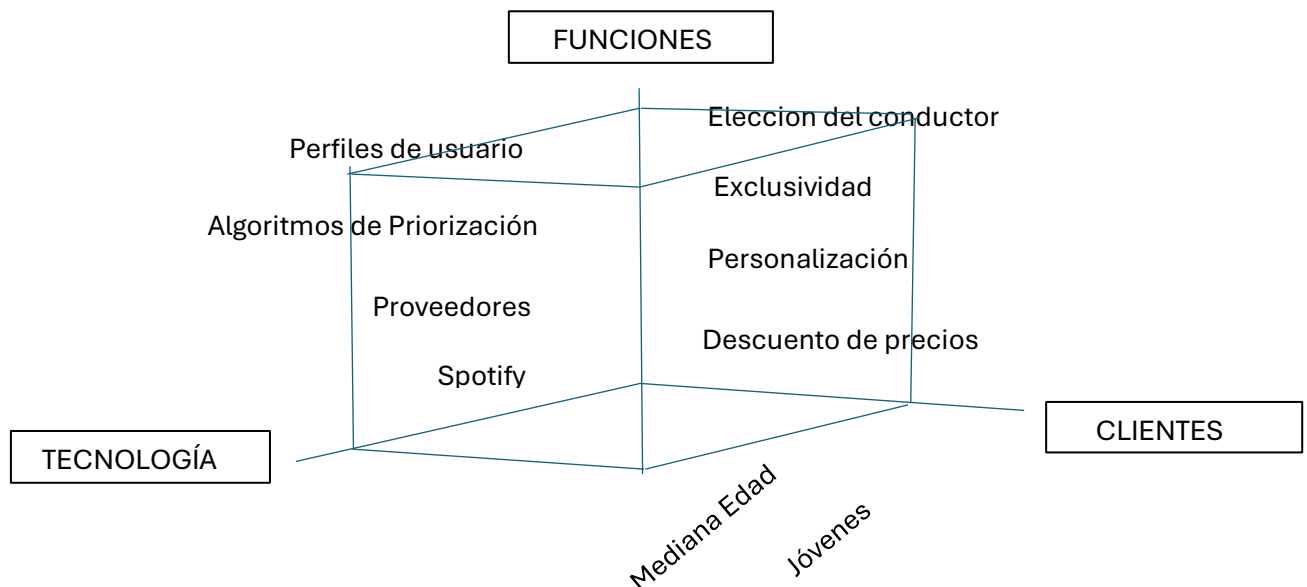 FUNCIONES
Eleccion del conductor
Perfiles de usuario
Exclusividad
Algoritmos de Priorización
Personalización
Proveedores
Descuento de precios
Spotify
CLIENTES
TECNOLOGÍA
Mediana Edad
Jóvenes